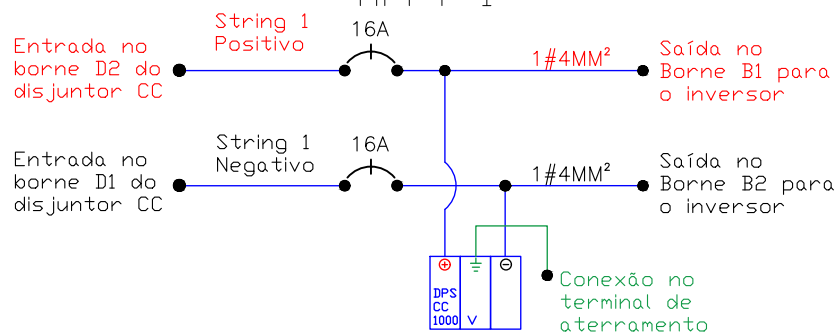 String 1
Positivo
16A
Entrada no
borne D2 do
disjuntor CC
1#4MM²
Saída no
Borne B1 para
o inversor
String 1
Negativo
16A
Entrada no
borne D1 do
disjuntor CC
1#4MM²
Saída no
Borne B2 para
o inversor
DPS
CC
1000 V
Conexão no
terminal de
aterramento